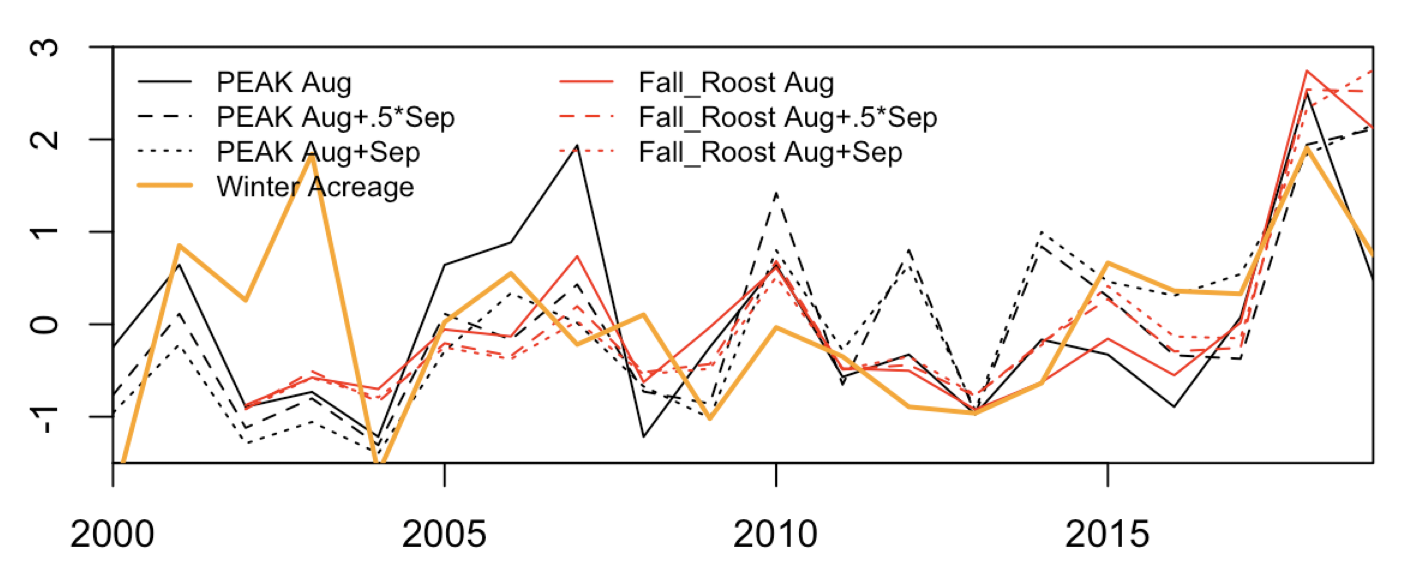 3
2
1
0
-1
PEAK Aug
PEAK Aug+.5*Sep
PEAK Aug+Sep
Winter Acreage
Fall_Roost Aug
Fall_Roost Aug+.5*Sep
Fall_Roost Aug+Sep
2000 2005 2010 2015